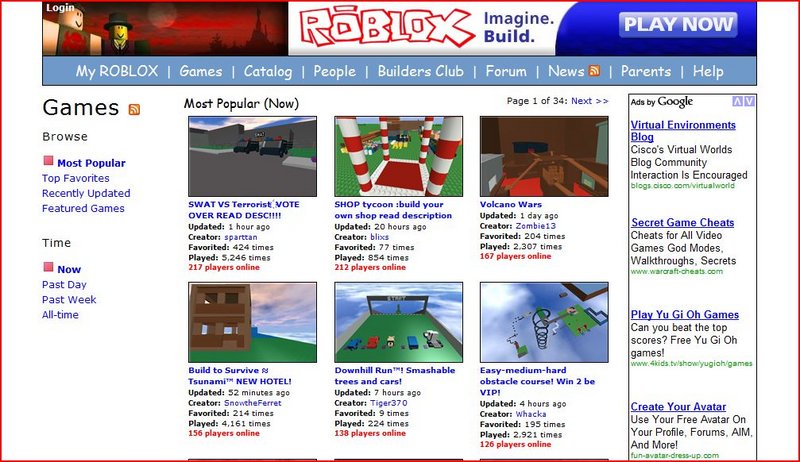 Login
ROBLOX
Imagine.
Build.
PLAY NOW
My ROBLOX | Games | Catalog | People | Builders Club | Forum | News | Parents | Help
Games
Browse
Most Popular
Top Favorites
Recently Updated
Featured Games
Time
Now
Past Day
Past Week
All-time
Most Popular (Now)
Page 1 of 34: Next >>
SWAT VS Terrorist VOTE
OVER READ DESC!!!!
Updated: 1 hour ago
Creator: sparttan
Favorited: 424 times
Played: 5,246 times
217 players online
SHOP tycoon :build your
own shop read description
Updated: 20 hours ago
Creator: blixs
Favorited: 77 times
Played: 854 times
212 players online
Volcano Wars
Updated: 1 day ago
Creator: Zombie13
Favorited: 204 times
Played: 2,307 times
167 players online
Build to Survive ≈
Tsunami™ NEW HOTEL!
Updated: 52 minutes ago
Creator: SnowtheFerret
Favorited: 214 times
Played: 4,161 times
156 players online
START
Downhill Run™! Smashable
trees and cars!
Updated: 7 hours ago
Creator: Tiger370
Favorited: 9 times
Played: 224 times
138 players online
Easy-medium-hard
obstacle course! Win 2 be
VIP!
Updated: 4 hours ago
Creator: Whacka
Favorited: 195 times
Played: 2,921 times
126 players online
Ads by Google
Virtual Environments
Blog
Cisco's Virtual Worlds
Blog Community
Interaction Is Encouraged
blogs.cisco.com/virtualworld
Secret Game Cheats
Cheats for All Video
Games God Modes,
Walkthroughs, Secrets
www.warcraft-cheats.com
Play Yu Gi Oh Games
Can you beat the top
scores? Free Yu Gi Oh
games!
www.4kids.tv/show/yugioh/games
Create Your Avatar
Use Your Free Avatar On
Your Profile, Forums, AIM,
And More!
fun-avatar-dress-up.com